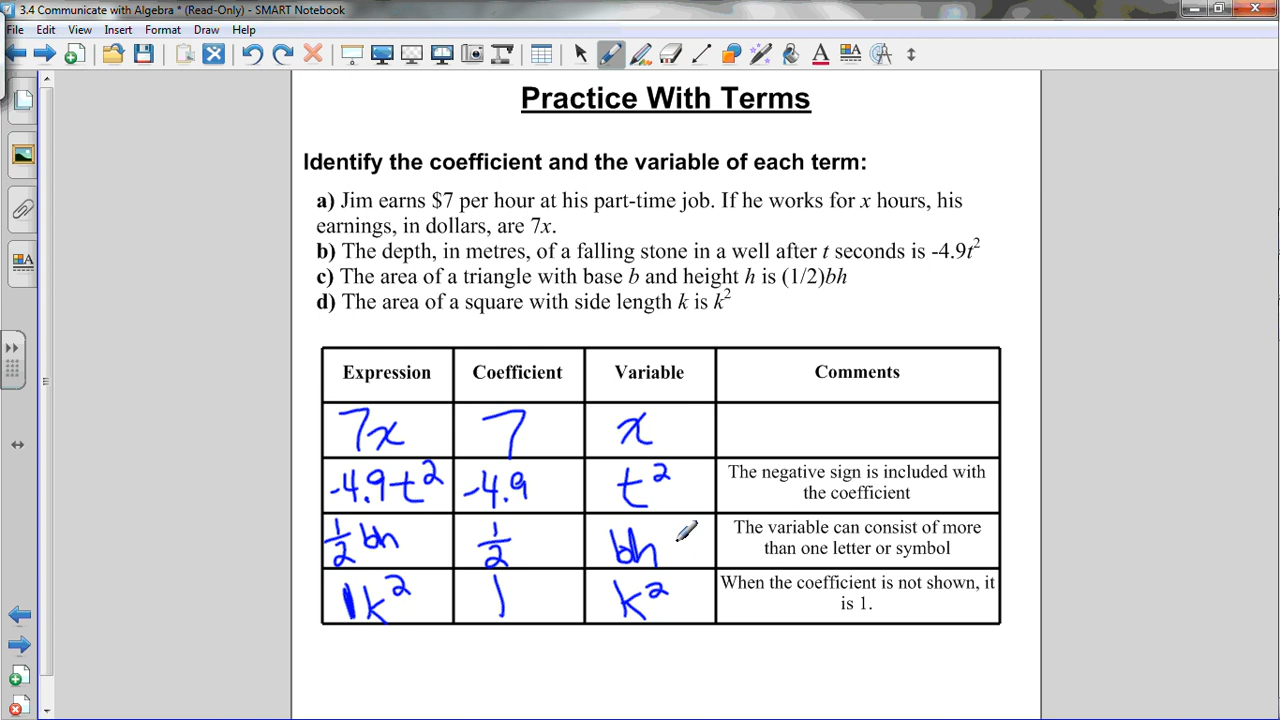 3.4 Communicate with Algebra * (Read-Only) - SMART Notebook
File Edit View Insert Format Draw Help
Practice With Terms
Identify the coefficient and the variable of each term:
a) Jim earns $7 per hour at his part-time job. If he works for x hours, his
earnings, in dollars, are 7x.
b) The depth, in metres, of a falling stone in a well after t seconds is -4.9t²
c) The area of a triangle with base b and height h is (1/2)bh
d) The area of a square with side length k is k²
Expression Coefficient Variable Comments
7x 7 x
-4.9t² -4.9 t² The negative sign is included with
the coefficient
1/2 bh 1/2 bh The variable can consist of more
than one letter or symbol
1k² 1 k² When the coefficient is not shown, it
is 1.